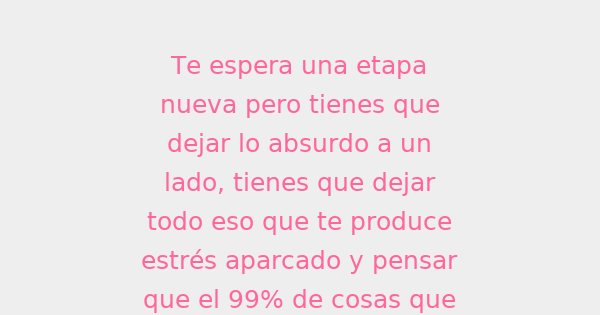 Te espera una etapa
nueva pero tienes que
dejar lo absurdo a un
lado, tienes que dejar
todo eso que te produce
estrés aparcado y pensar
que el 99% de cosas que